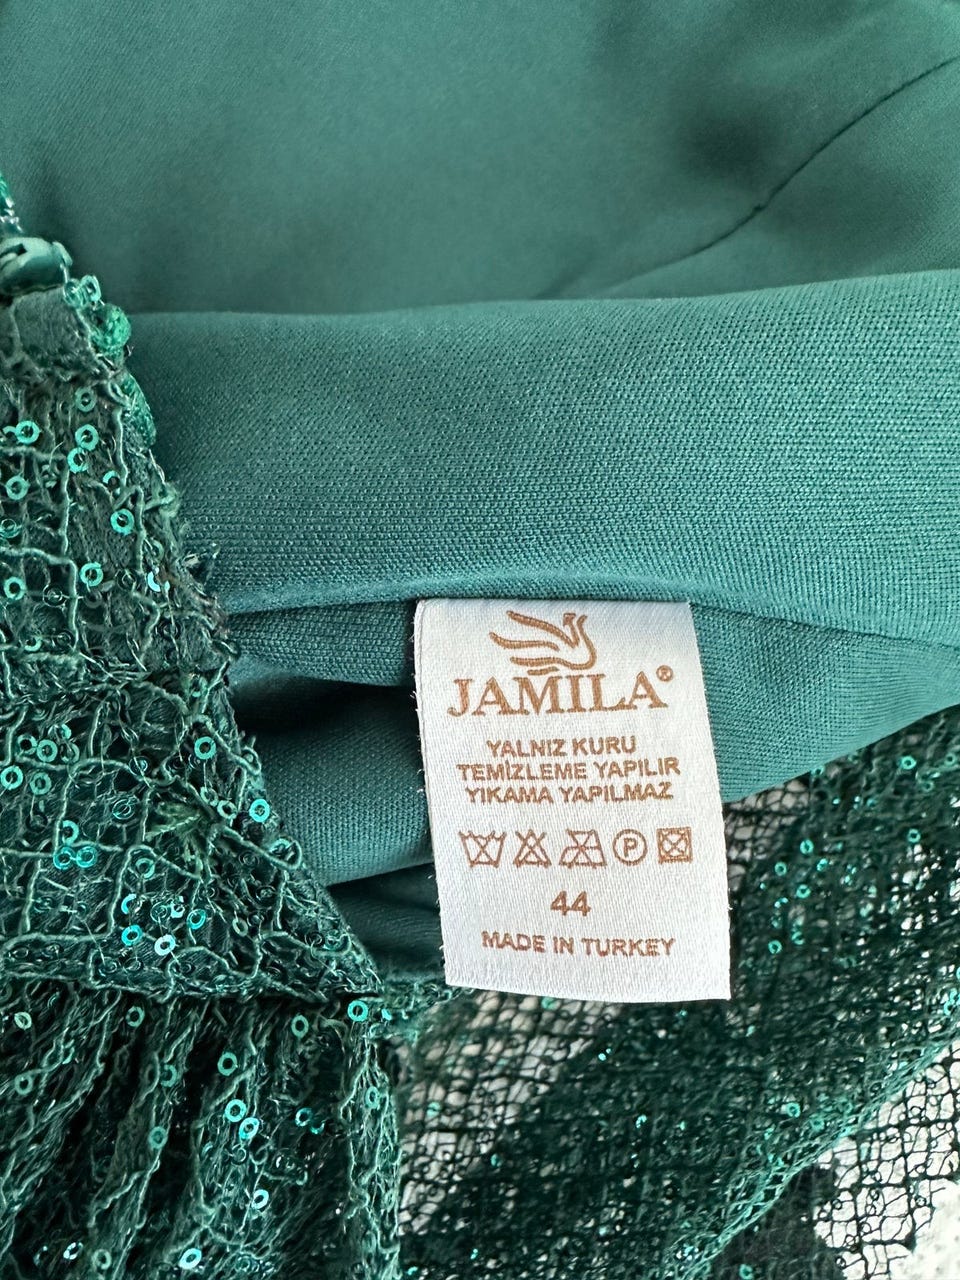 JAMILA®
YALNIZ KURU
TEMİZLEME YAPILIR
YIKAMA YAPILMAZ
P
44
MADE IN TURKEY